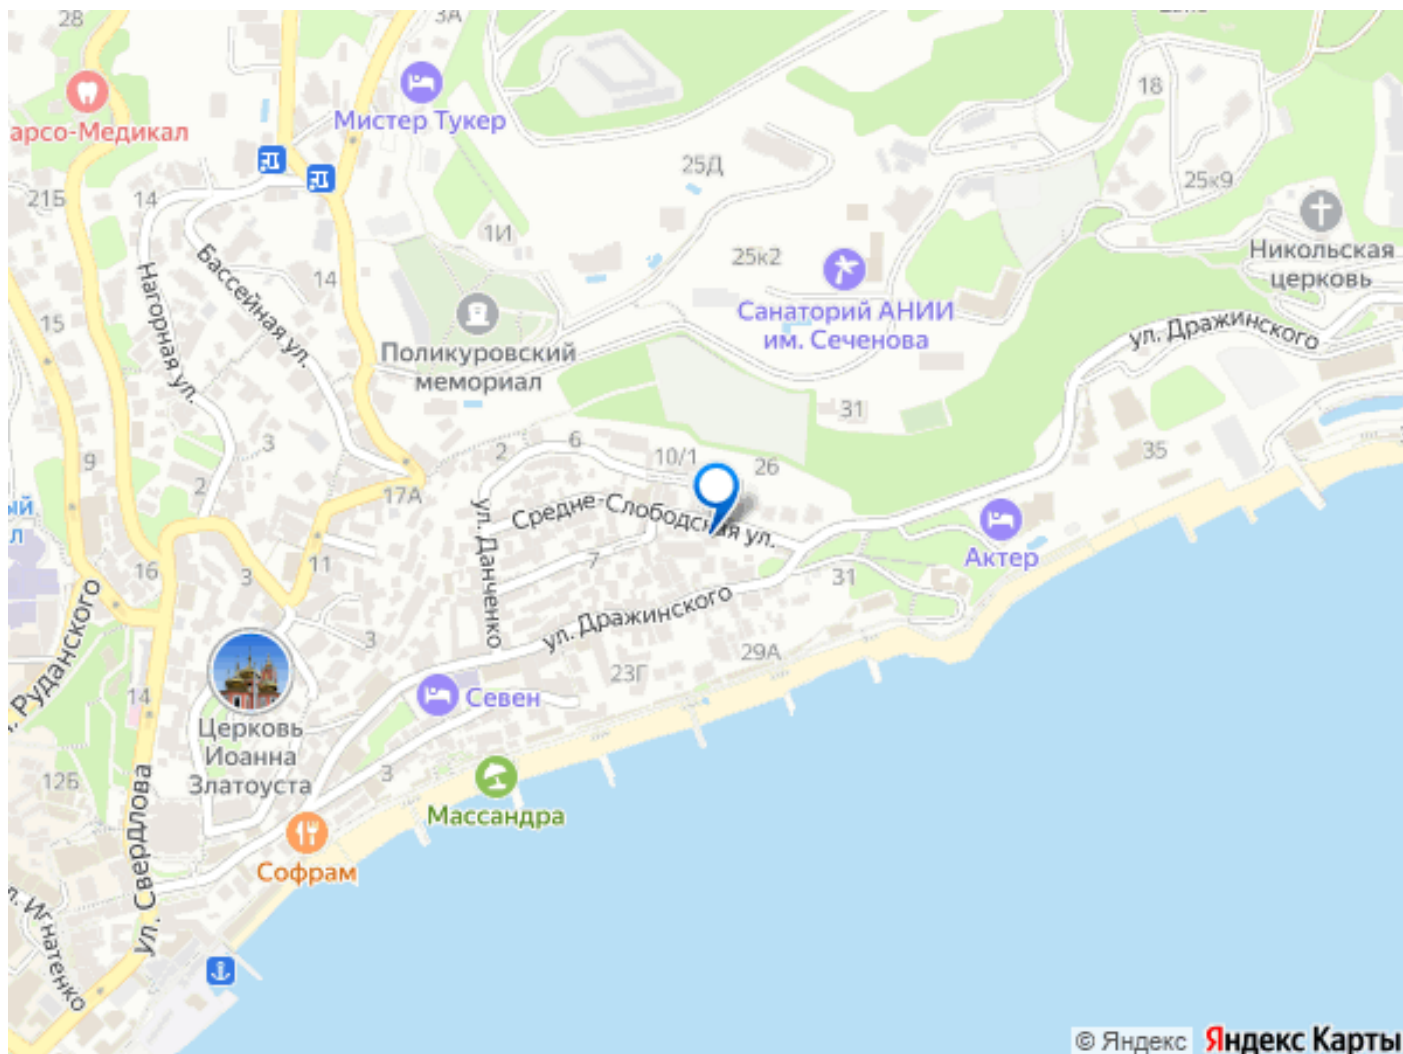 28
3А
18
арсо-Медикал
Мистер Тукер
25Д
21Б
14
25к9
1И
Никольская
церковь
25к2
Бассейная ул.
Нагорная ул.
14
Санаторий АНИИ
им. Сеченова
15
ул. Дражинского
Поликуровский
мемориал
31
6
3
2
10/1
26
35
9
2
17А
ый
л
Средне-Слободская ул.
ул. Данченко
Актер
11
7
16
3
31
ул. Дражинского
3
29А
. Руданского
23Г
14
Севен
Церковь
Иоанна
Златоуста
12Б
3
Массандра
ул. Свердлова
Софрам
л. Игнатенко
© Яндекс
Яндекс Карты